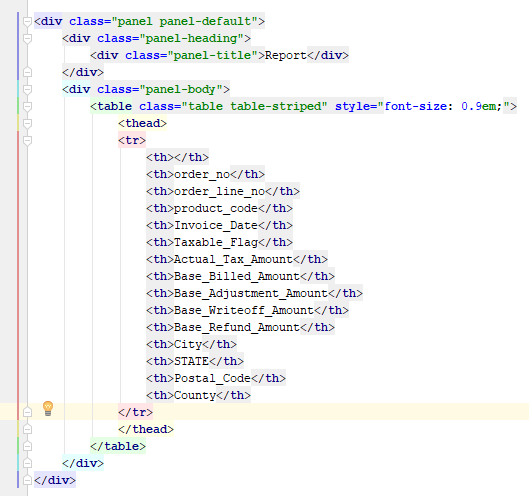 <div class="panel panel-default">
    <div class="panel-heading">
        <div class="panel-title">Report</div>
    </div>
    <div class="panel-body">
        <table class="table table-striped" style="font-size: 0.9em;">
            <thead>
            <tr>
                <th></th>
                <th>order_no</th>
                <th>order_line_no</th>
                <th>product_code</th>
                <th>Invoice_Date</th>
                <th>Taxable_Flag</th>
                <th>Actual_Tax_Amount</th>
                <th>Base_Billed_Amount</th>
                <th>Base_Adjustment_Amount</th>
                <th>Base_Writeoff_Amount</th>
                <th>Base_Refund_Amount</th>
                <th>City</th>
                <th>STATE</th>
                <th>Postal_Code</th>
                <th>County</th>
            </tr>
            </thead>
        </table>
    </div>
</div>